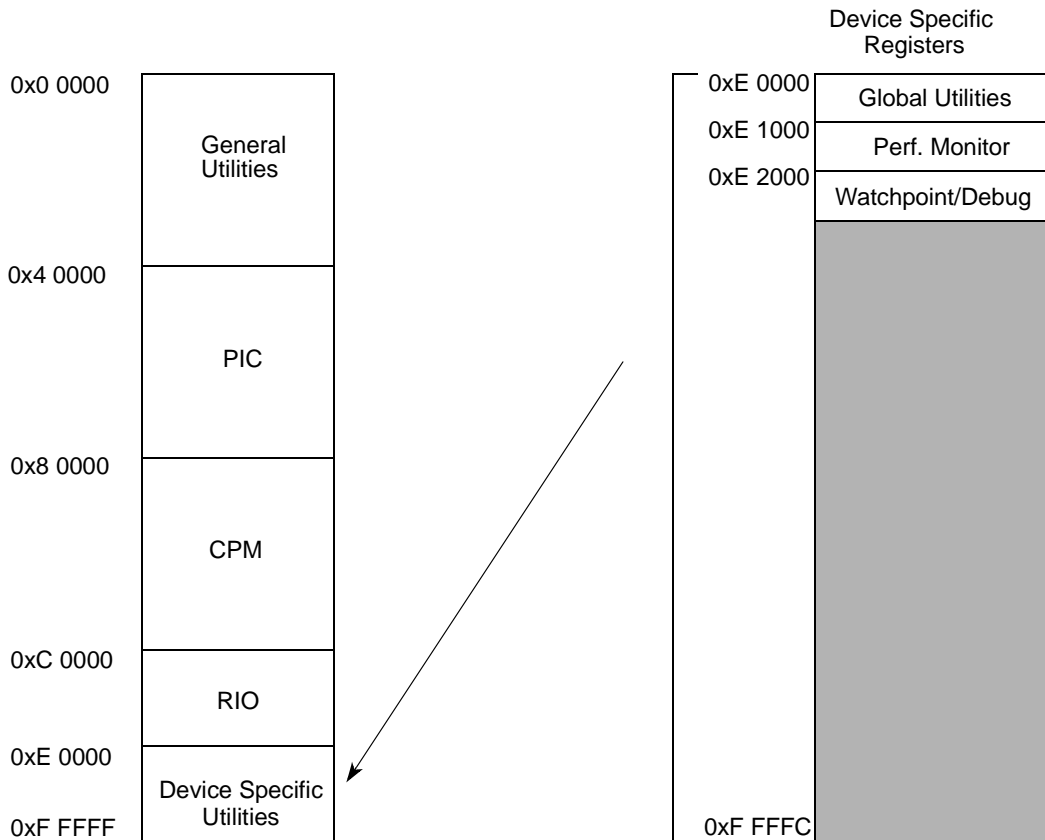 0x0 0000
General
Utilities
0x4 0000
PIC
0x8 0000
CPM
0xC 0000
RIO
0xE 0000
Device Specific
Utilities
0xF FFFF
Device Specific
Registers
0xE 0000
Global Utilities
0xE 1000
Perf. Monitor
0xE 2000
Watchpoint/Debug
0xF FFFC